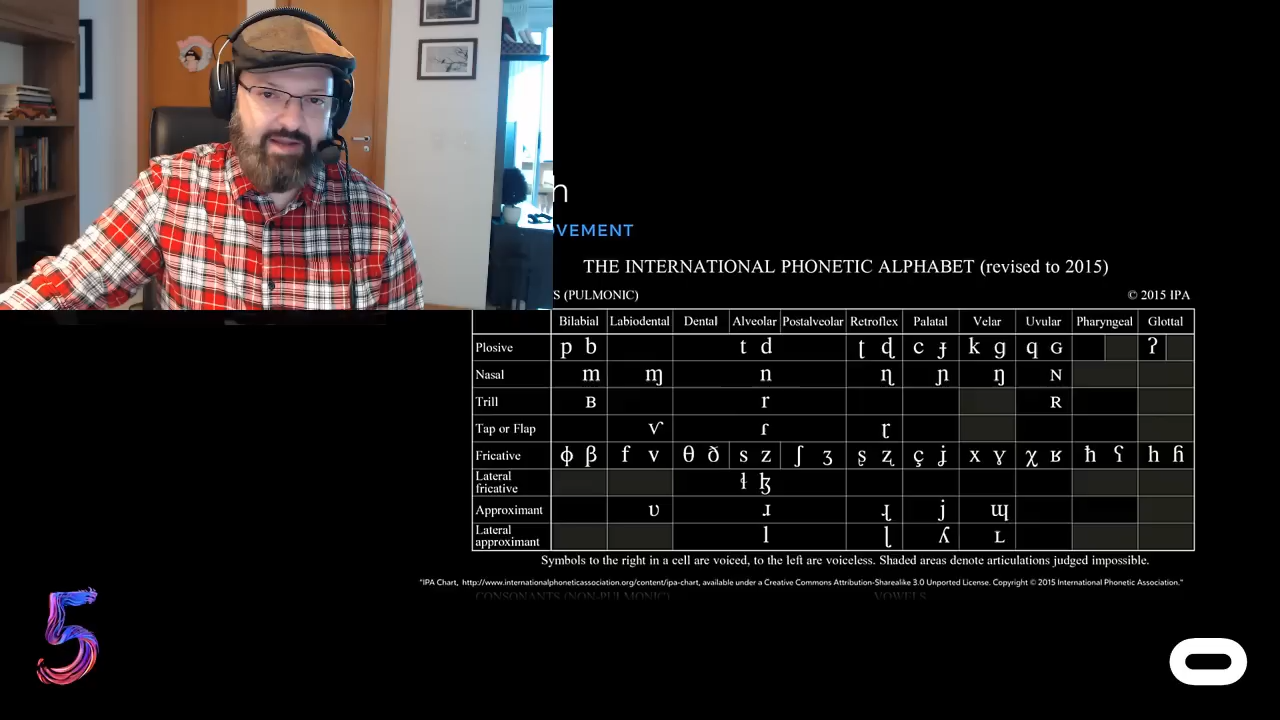 n
VEMENT
THE INTERNATIONAL PHONETIC ALPHABET (revised to 2015)
S (PULMONIC) © 2015 IPA
Bilabial Labiodental Dental Alveolar Postalveolar Retroflex Palatal Velar Uvular Pharyngeal Glottal
Plosive p b t d ʈ ɖ c ɟ k ɡ q ɢ ʔ
Nasal m ɱ n ɳ ɲ ŋ ɴ
Trill ʙ r ʀ
Tap or Flap ⱱ ɾ ɽ
Fricative ɸ β f v θ ð s z ʃ ʒ ʂ ʐ ç ʝ x ɣ χ ʁ ħ ʕ h ɦ
Lateral fricative ɬ ɮ
Approximant ʋ ɹ ɻ j ɰ
Lateral approximant l ɭ ʎ ʟ
Symbols to the right in a cell are voiced, to the left are voiceless. Shaded areas denote articulations judged impossible.
"IPA Chart, http://www.internationalphoneticassociation.org/content/ipa-chart, available under a Creative Commons Attribution-Sharealike 3.0 Unported License. Copyright © 2015 International Phonetic Association."
CONSONANTS (NON-PULMONIC) VOWELS
5